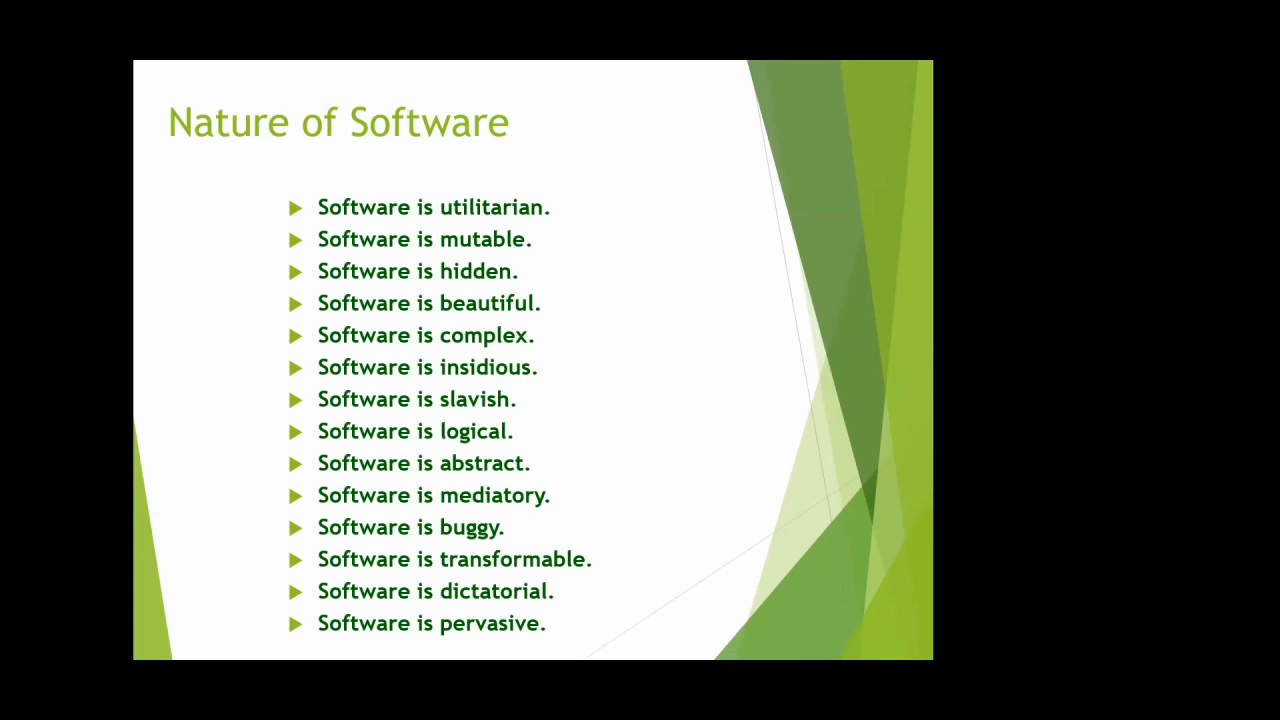 Nature of Software
Software is utilitarian.
Software is mutable.
Software is hidden.
Software is beautiful.
Software is complex.
Software is insidious.
Software is slavish.
Software is logical.
Software is abstract.
Software is mediatory.
Software is buggy.
Software is transformable.
Software is dictatorial.
Software is pervasive.